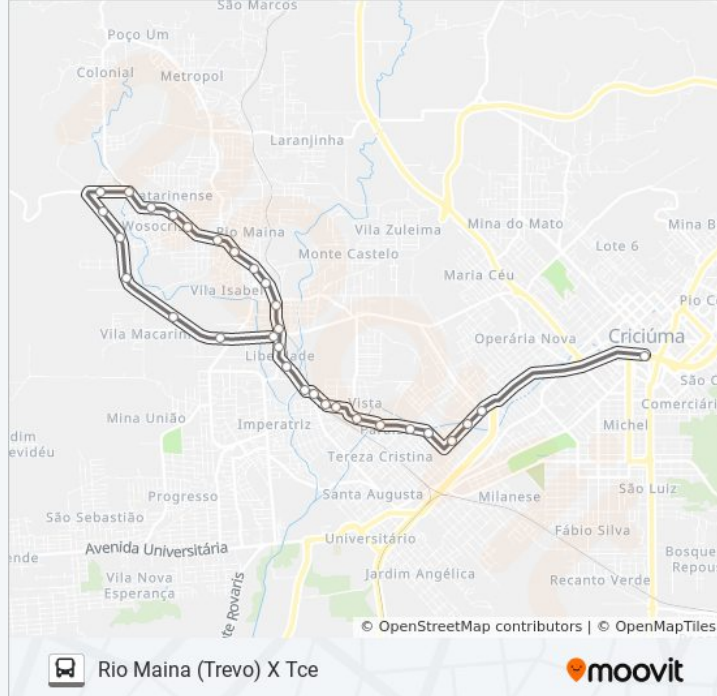 São Marcos
Poço Um
Colonial
Metropol
Laranjinha
atarinense
Wosocris
Rio Maina
Vila Zuleima
Mina do Mato
Mina B
Lote 6
Monte Castelo
Maria Céu
Vila Isabel
Pio C
Operária Nova
Criciúma
Vila Macarini
Liberdade
São C
Comerciári
Vista
Mina União
Imperatriz
Michel
dim
evidéu
Paraís
Tereza Cristina
Progresso
Santa Augusta
Milanese
São Luiz
São Sebastião
Fábio Silva
Universitário
Avenida Universitária
ende
Bosque
Repou
Vila Nova
Esperança
Jardim Angélica
Recanto Verde
te Rovaris
© OpenStreetMap contributors | © OpenMapTiles
Rio Maina (Trevo) X Tce
moovit